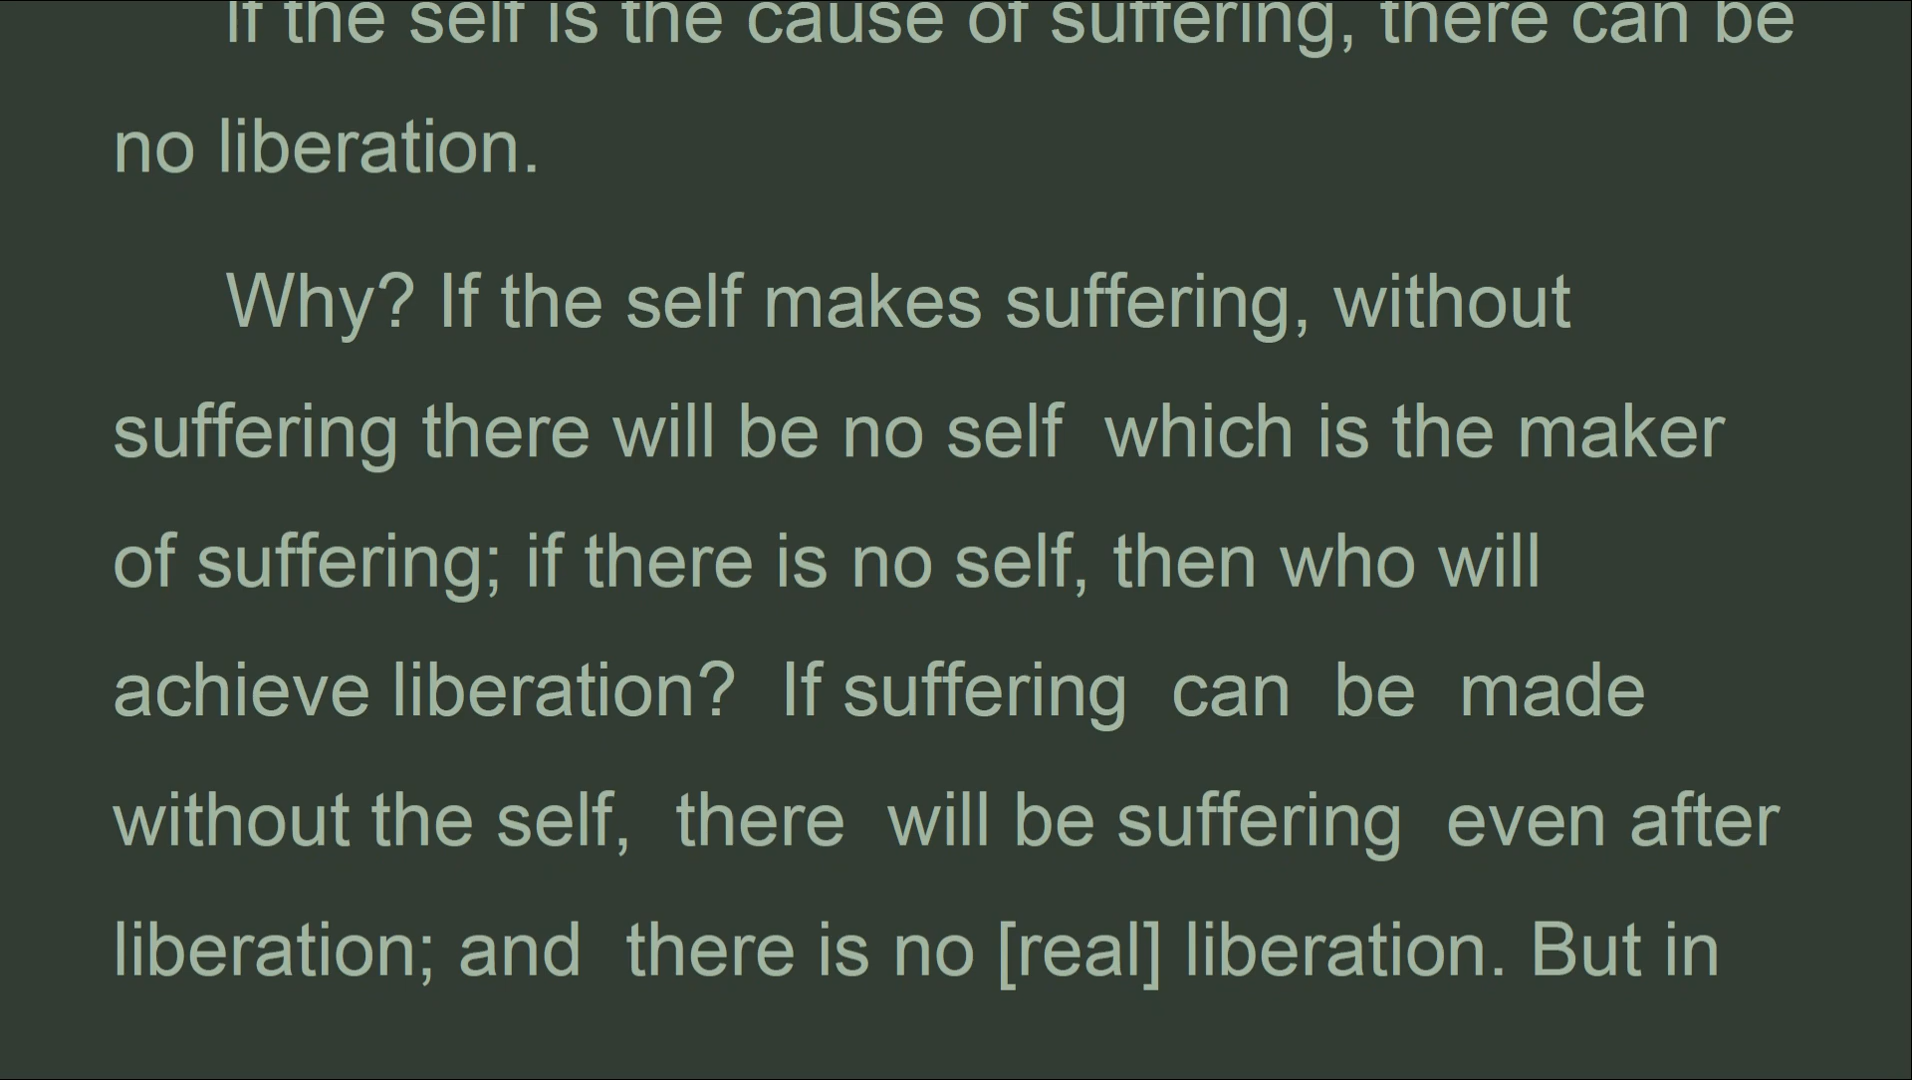 If the self is the cause of suffering, there can be
no liberation.
Why? If the self makes suffering, without
suffering there will be no self which is the maker
of suffering; if there is no self, then who will
achieve liberation? If suffering can be made
without the self, there will be suffering even after
liberation; and there is no [real] liberation. But in